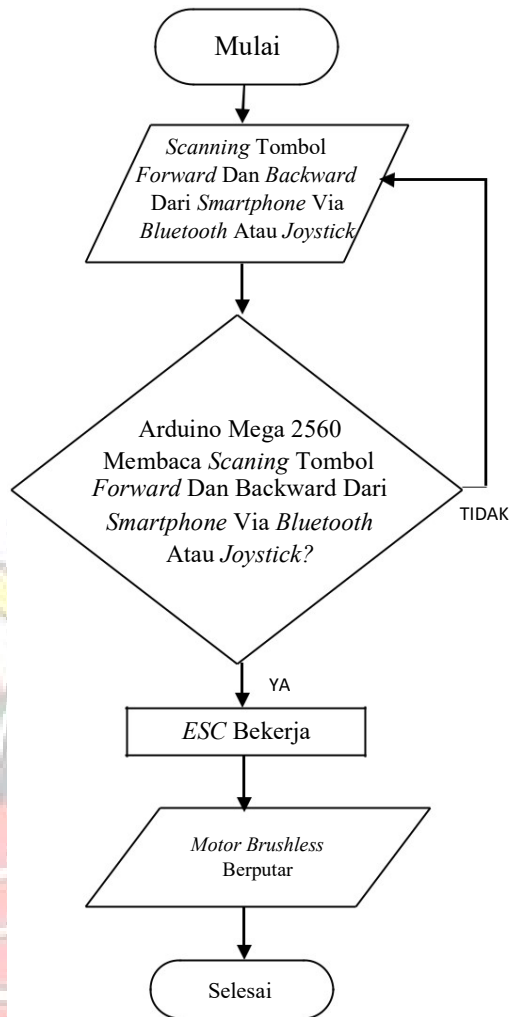 Mulai
Scanning Tombol
Forward Dan Backward
Dari Smartphone Via
Bluetooth Atau Joystick
Arduino Mega 2560
Membaca Scaning Tombol
Forward Dan Backward Dari
Smartphone Via Bluetooth
Atau Joystick?
TIDAK
YA
ESC Bekerja
Motor Brushless
Berputar
Selesai